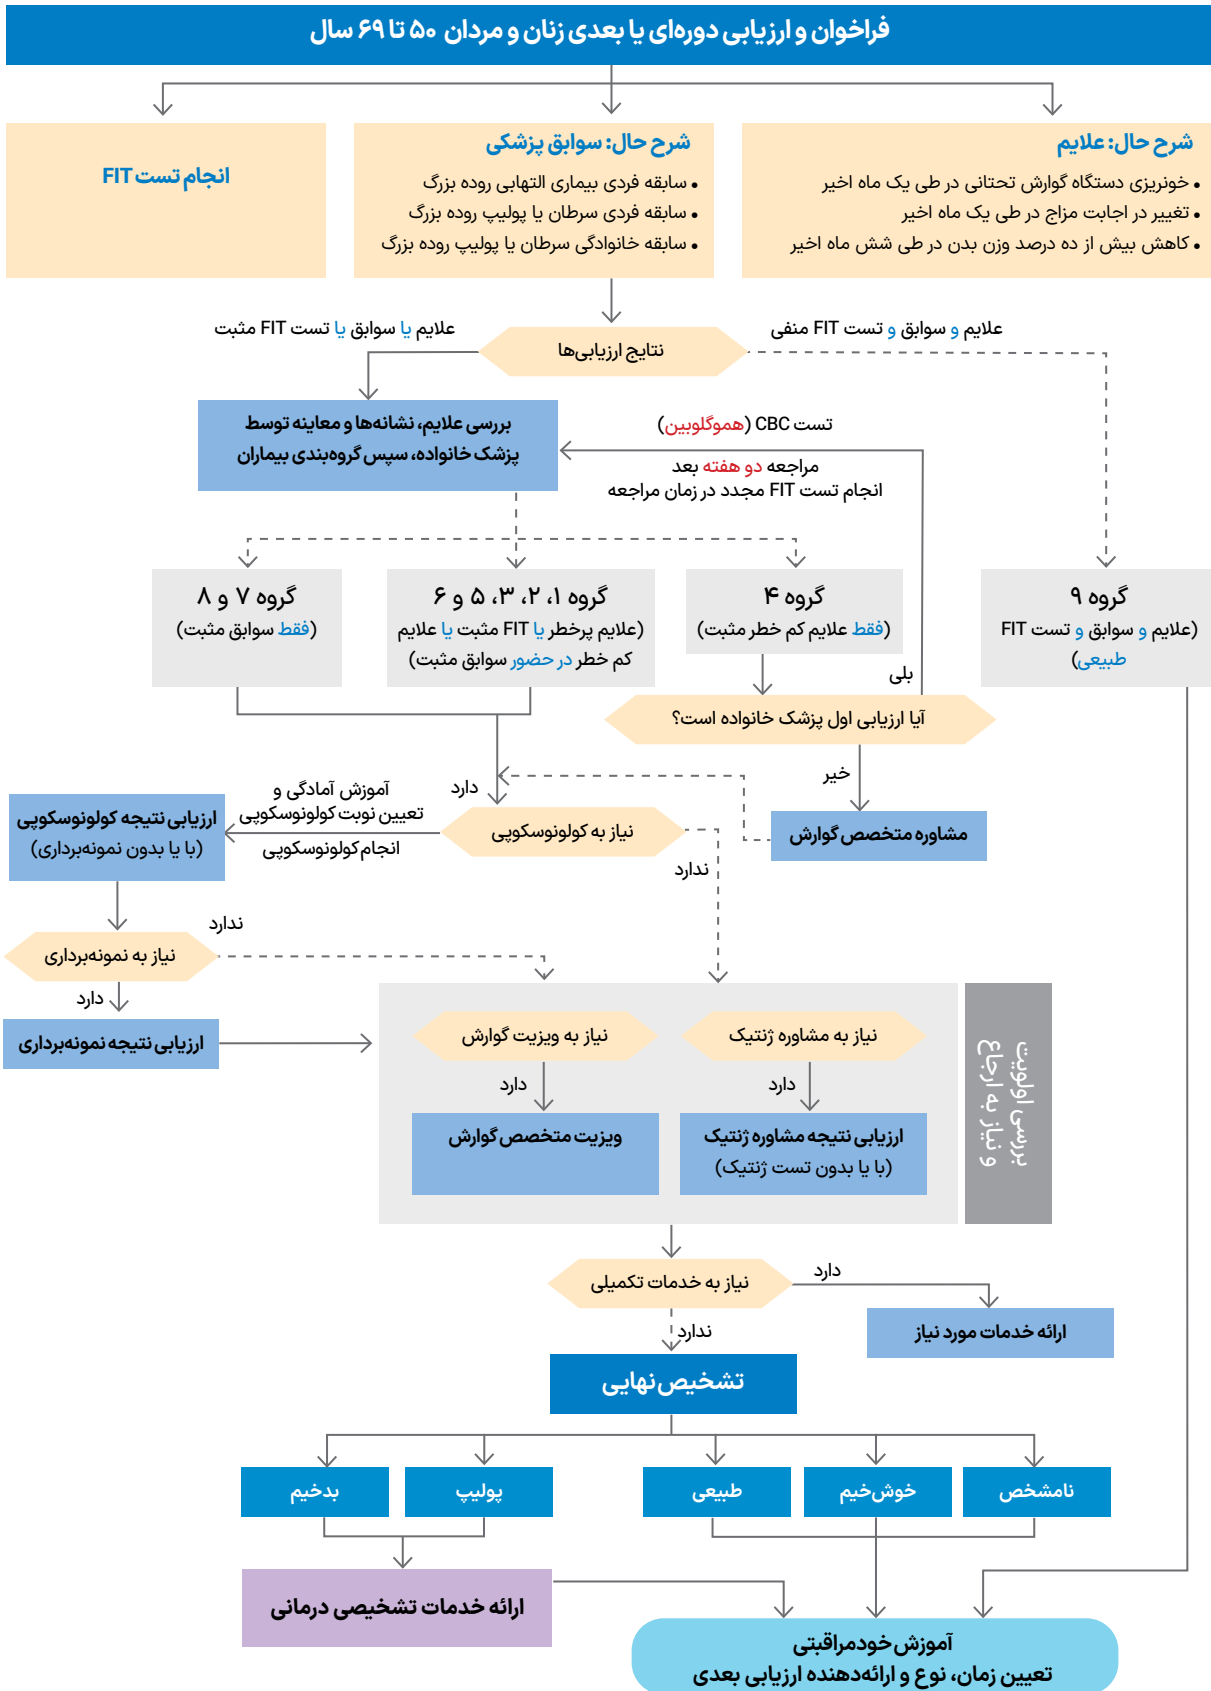 فراخوان و ارزیابی دوره‌ای یا بعدی زنان و مردان ۵۰ تا ۶۹ سال
شرح حال: علایم
• خونریزی دستگاه گوارش تحتانی در طی یک ماه اخیر
• تغییر در اجابت مزاج در طی یک ماه اخیر
• کاهش بیش از ده درصد وزن بدن در طی شش ماه اخیر
شرح حال: سوابق پزشکی
• سابقه فردی بیماری التهابی روده بزرگ
• سابقه فردی سرطان یا پولیپ روده بزرگ
• سابقه خانوادگی سرطان یا پولیپ روده بزرگ
انجام تست FIT
علایم و سوابق و تست FIT منفی
نتایج ارزیابی‌ها
علایم یا سوابق یا تست FIT مثبت
بررسی علایم، نشانه‌ها و معاینه توسط
پزشک خانواده، سپس گروه‌بندی بیماران
تست CBC (هموگلوبین)
مراجعه دو هفته بعد
انجام تست FIT مجدد در زمان مراجعه
گروه ۹
(علایم و سوابق و تست FIT
طبیعی)
گروه ۴
(فقط علایم کم خطر مثبت)
گروه ۱، ۲، ۳، ۵ و ۶
(علایم پرخطر یا FIT مثبت یا علایم
کم خطر در حضور سوابق مثبت)
گروه ۷ و ۸
(فقط سوابق مثبت)
بلی
آیا ارزیابی اول پزشک خانواده است؟
خیر
مشاوره متخصص گوارش
دارد
نیاز به کولونوسکوپی
ندارد
آموزش آمادگی و
تعیین نوبت کولونوسکوپی
انجام کولونوسکوپی
ارزیابی نتیجه کولونوسکوپی
(با یا بدون نمونه‌برداری)
ندارد
نیاز به نمونه‌برداری
دارد
ارزیابی نتیجه نمونه‌برداری
بررسی اولویت
و نیاز به ارجاع
نیاز به مشاوره ژنتیک
دارد
ارزیابی نتیجه مشاوره ژنتیک
(با یا بدون تست ژنتیک)
نیاز به ویزیت گوارش
دارد
ویزیت متخصص گوارش
نیاز به خدمات تکمیلی
دارد
ارائه خدمات مورد نیاز
ندارد
تشخیص نهایی
نامشخص
خوش‌خیم
طبیعی
پولیپ
بدخیم
ارائه خدمات تشخیصی درمانی
آموزش خودمراقبتی
تعیین زمان، نوع و ارائه‌دهنده ارزیابی بعدی